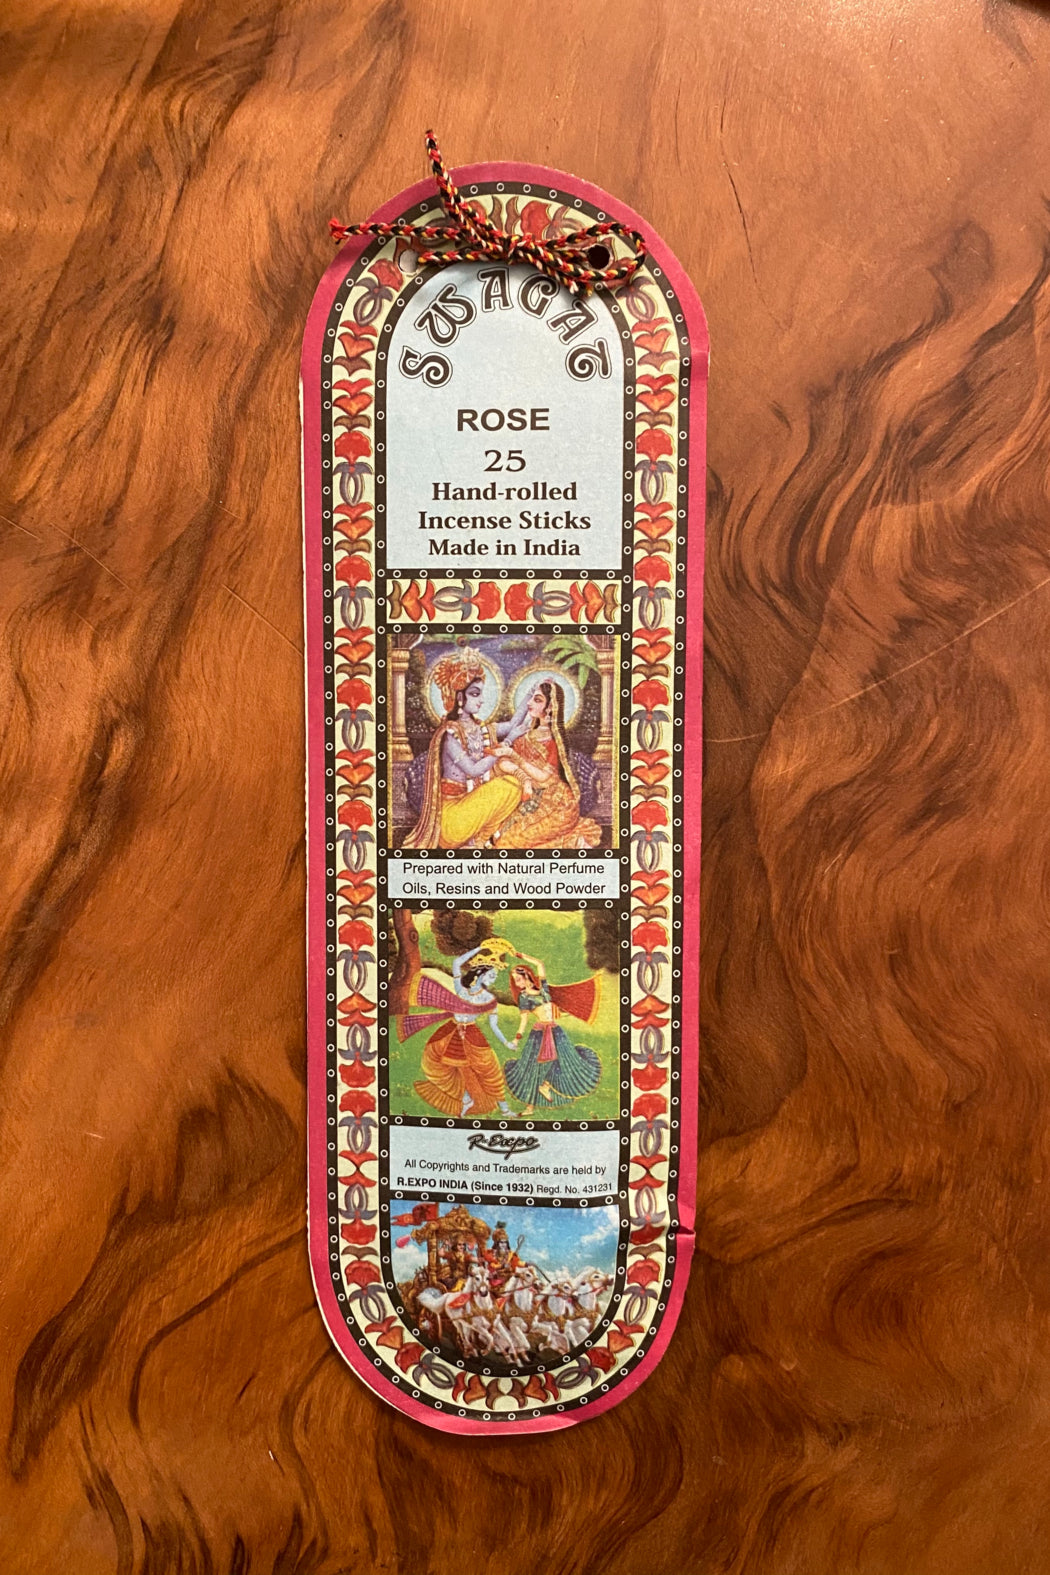 SWAGAT
ROSE
25
Hand-rolled
Incense Sticks
Made in India
Prepared with Natural Perfume
Oils, Resins and Wood Powder
R-Expo
All Copyrights and Trademarks are held by
R.EXPO INDIA (Since 1932) Regd. No. 431231